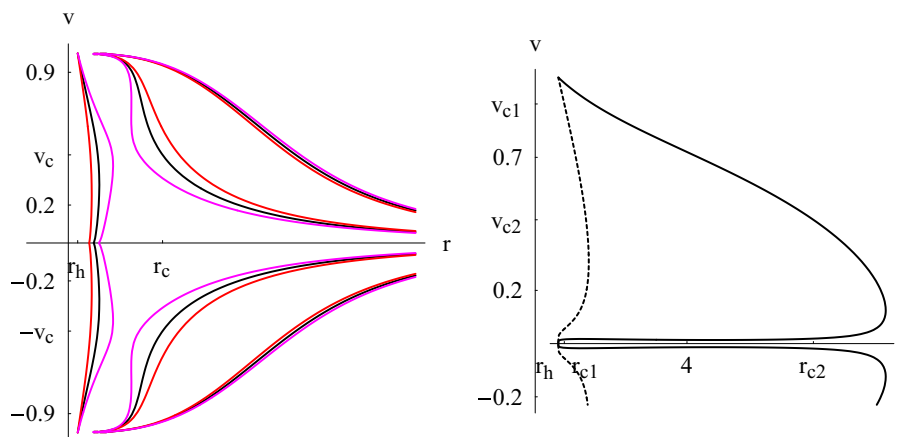 v
0.9
v_c
0.2
r
r_h r_c
−0.2
−v_c
−0.9
v
v_c1
0.7
v_c2
0.2
r_h r_c1 4 r_c2
−0.2